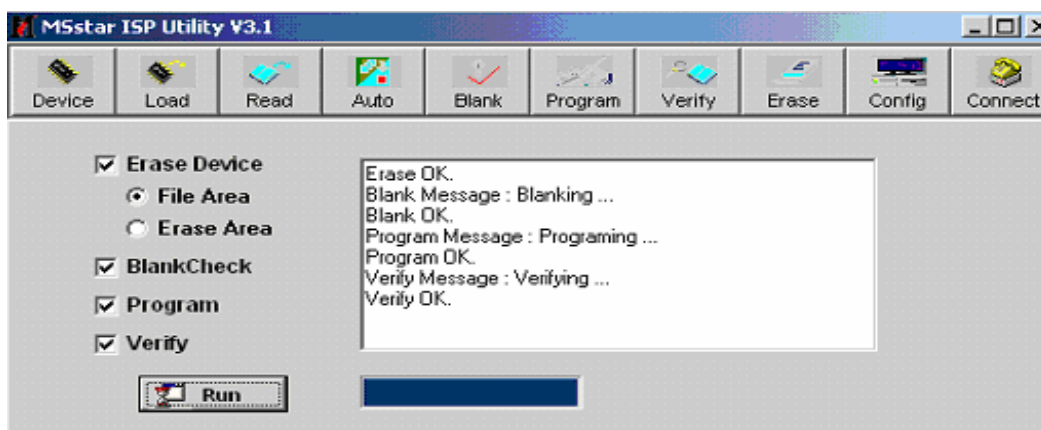 MSstar ISP Utility V3.1
Device Load Read Auto Blank Program Verify Erase Config Connect
Erase Device
File Area
Erase Area
BlankCheck
Program
Verify
Run
Erase OK.
Blank Message : Blanking ...
Blank OK.
Program Message : Programing ...
Program OK.
Verify Message : Verifying ...
Verify OK.